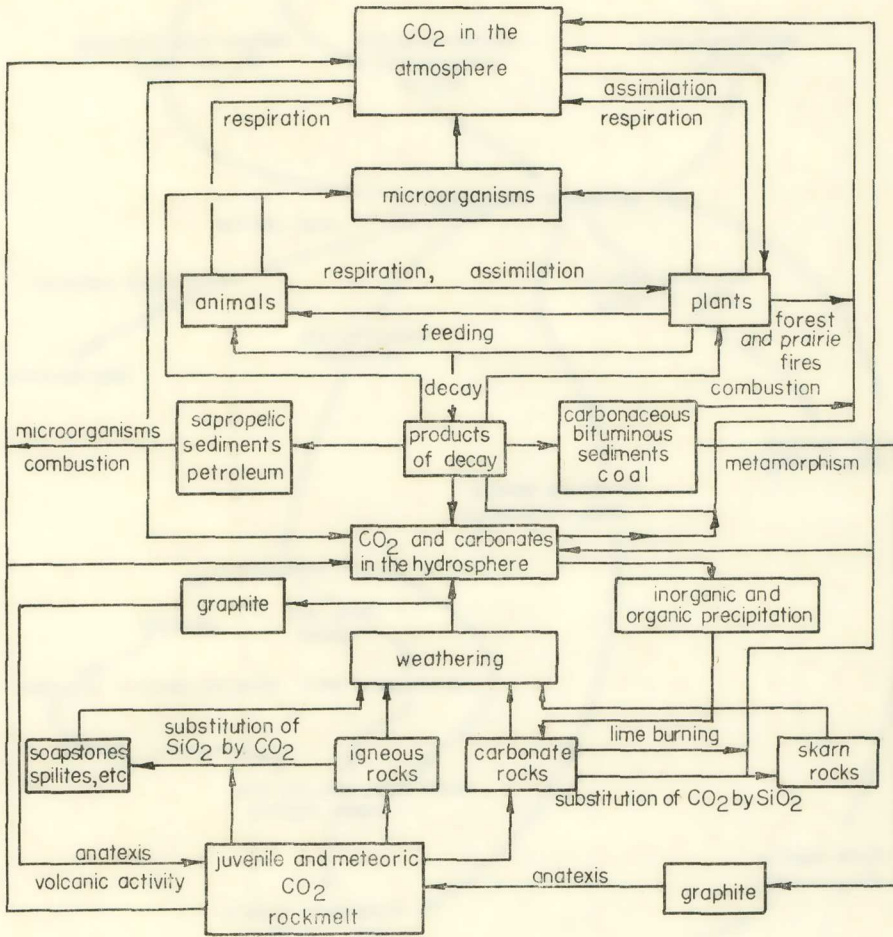 CO2 in the
atmosphere
assimilation
respiration
respiration
microorganisms
respiration, assimilation
animals
plants
feeding
forest
and prairie
fires
decay
combustion
microorganisms
combustion
sapropelic
sediments
petroleum
products
of decay
carbonaceous
bituminous
sediments
coal
metamorphism
CO2 and carbonates
in the hydrosphere
graphite
inorganic and
organic precipitation
weathering
substitution of
SiO2 by CO2
soapstones
spilites, etc
igneous
rocks
carbonate
rocks
lime burning
skarn
rocks
substitution of CO2 by SiO2
anatexis
volcanic activity
juvenile and meteoric
CO2
rockmelt
anatexis
graphite